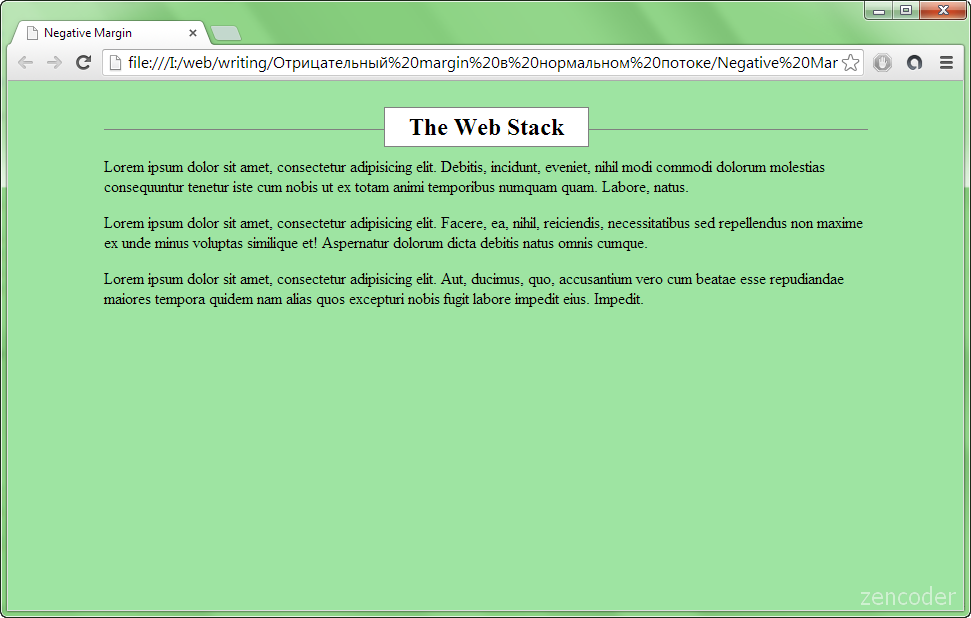 Negative Margin
file:///I:/web/writing/Отрицательный%20margin%20в%20нормальном%20потоке/Negative%20Mar
The Web Stack
Lorem ipsum dolor sit amet, consectetur adipisicing elit. Debitis, incidunt, eveniet, nihil modi commodi dolorum molestias
consequuntur tenetur iste cum nobis ut ex totam animi temporibus numquam quam. Labore, natus.
Lorem ipsum dolor sit amet, consectetur adipisicing elit. Facere, ea, nihil, reiciendis, necessitatibus sed repellendus non maxime
ex unde minus voluptas similique et! Aspernatur dolorum dicta debitis natus omnis cumque.
Lorem ipsum dolor sit amet, consectetur adipisicing elit. Aut, ducimus, quo, accusantium vero cum beatae esse repudiandae
maiores tempora quidem nam alias quos excepturi nobis fugit labore impedit eius. Impedit.
zencoder